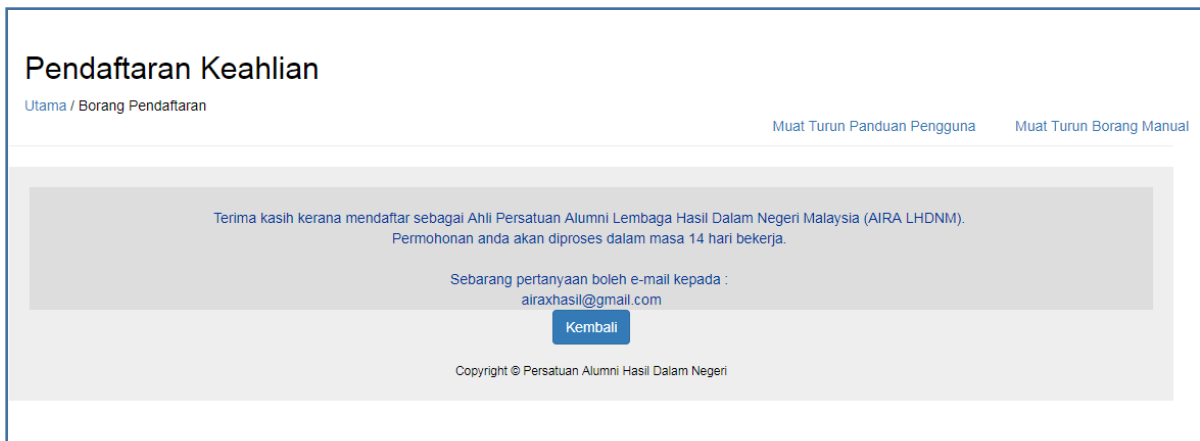 Pendaftaran Keahlian
Utama / Borang Pendaftaran
Muat Turun Panduan Pengguna Muat Turun Borang Manual
Terima kasih kerana mendaftar sebagai Ahli Persatuan Alumni Lembaga Hasil Dalam Negeri Malaysia (AIRA LHDNM).
Permohonan anda akan diproses dalam masa 14 hari bekerja.
Sebarang pertanyaan boleh e-mail kepada :
airaxhasil@gmail.com
Kembali
Copyright © Persatuan Alumni Hasil Dalam Negeri